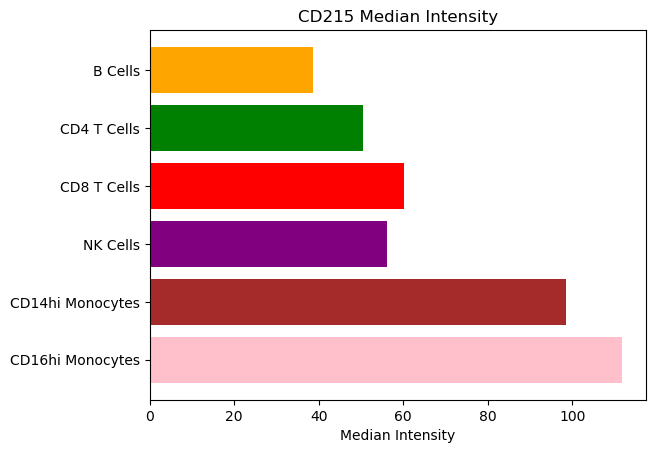 CD215 Median Intensity
B Cells
CD4 T Cells
CD8 T Cells
NK Cells
CD14hi Monocytes
CD16hi Monocytes
0 20 40 60 80 100
Median Intensity